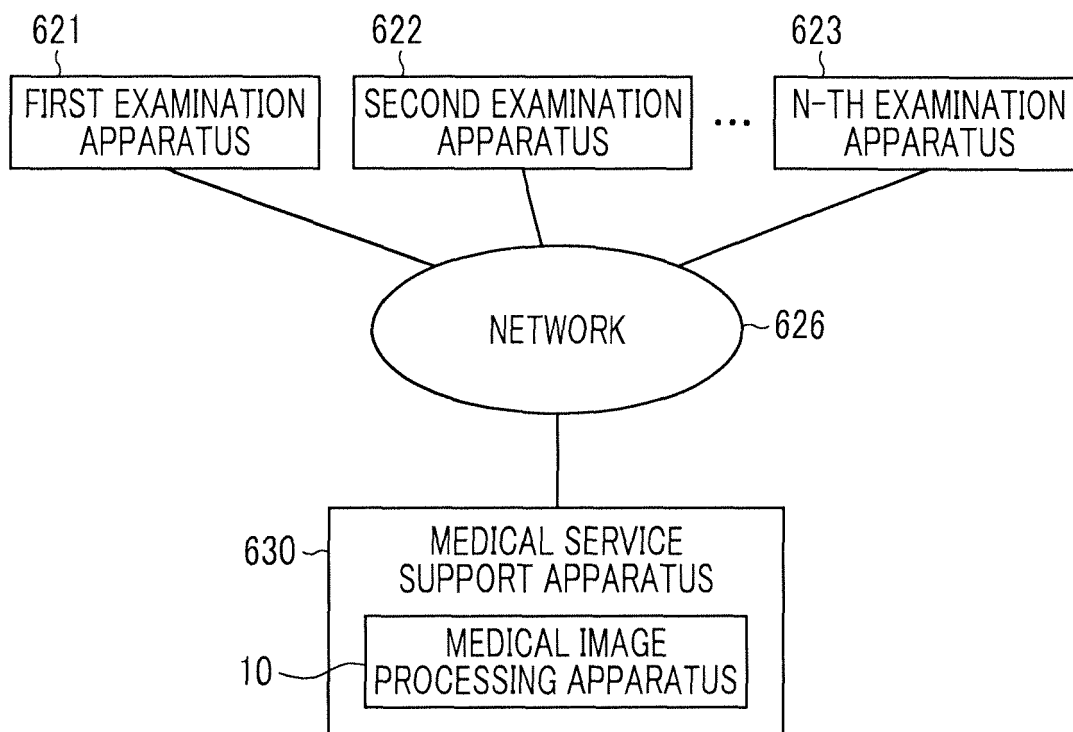 621
622
623
FIRST EXAMINATION
APPARATUS
SECOND EXAMINATION
APPARATUS
...
N-TH EXAMINATION
APPARATUS
NETWORK
626
630
MEDICAL SERVICE
SUPPORT APPARATUS
10
MEDICAL IMAGE
PROCESSING APPARATUS